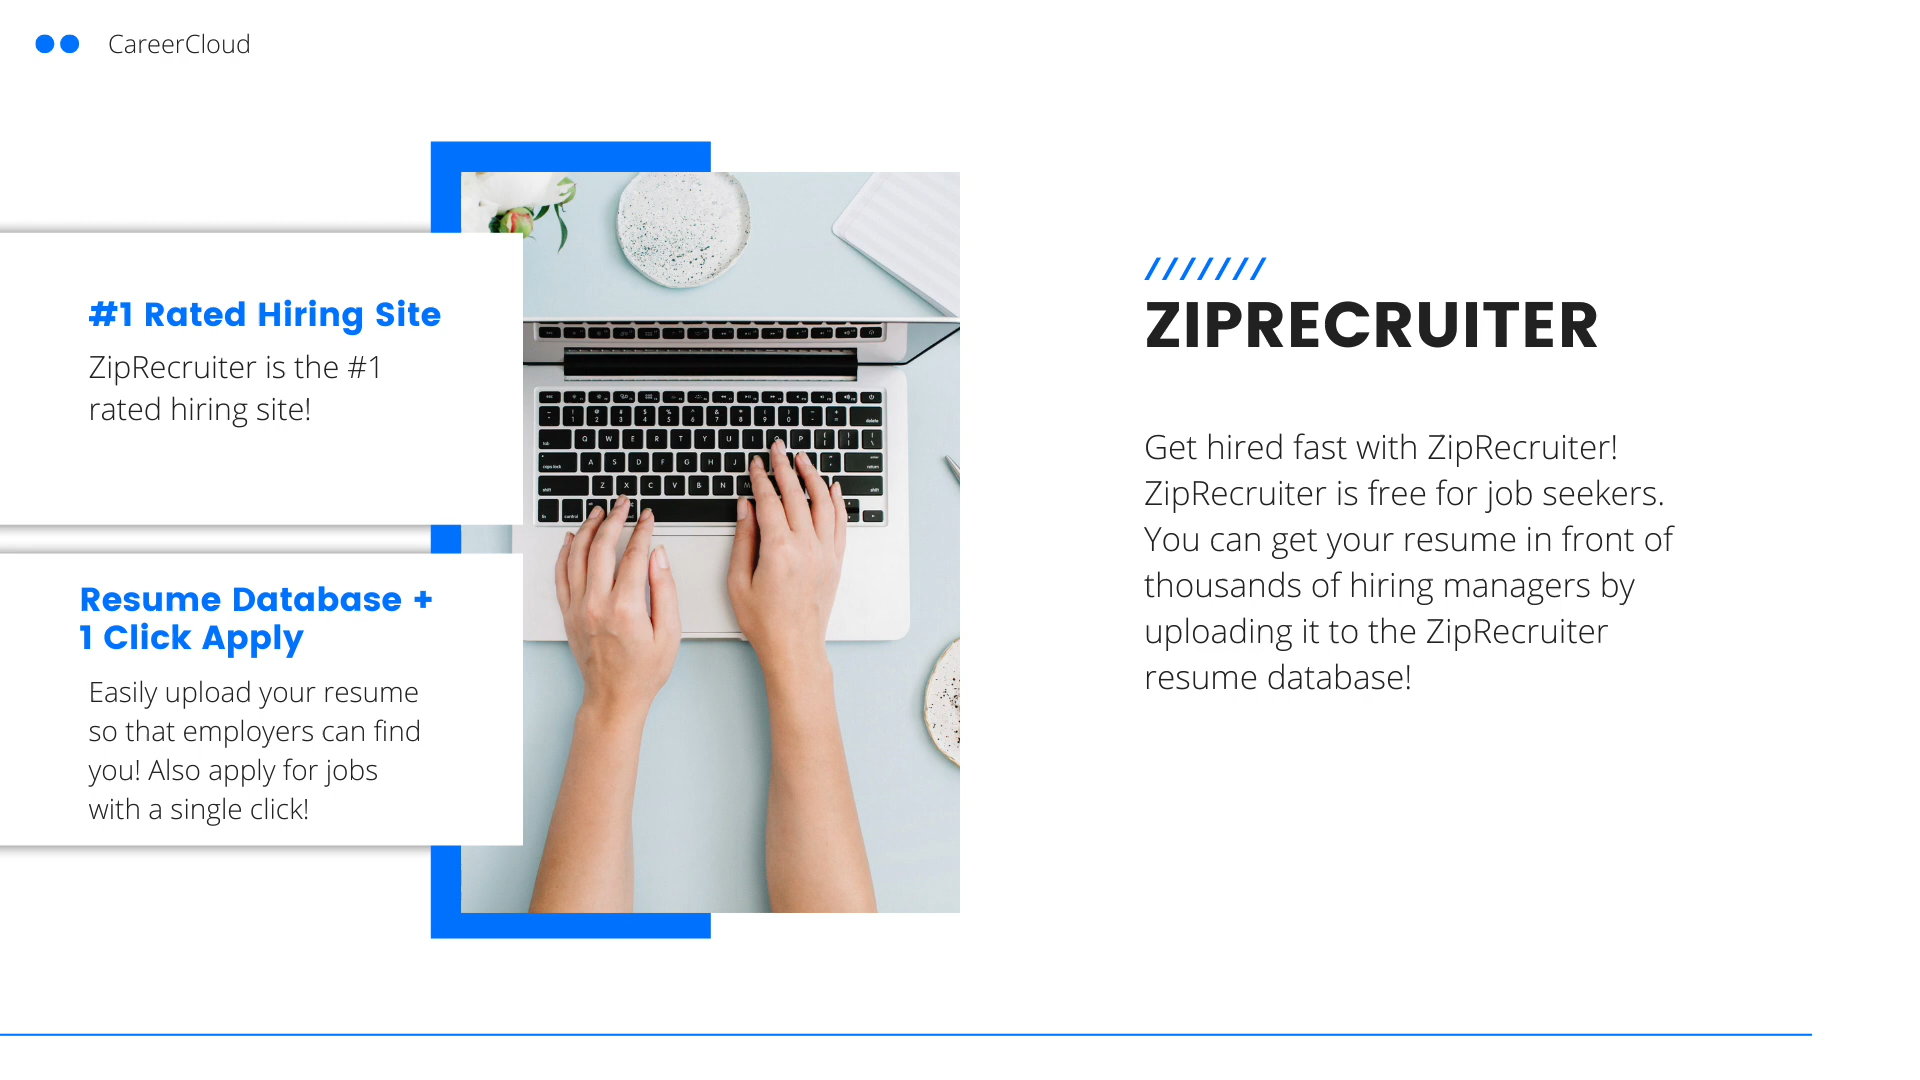 CareerCloud
#1 Rated Hiring Site
ZipRecruiter is the #1
rated hiring site!
Resume Database +
1 Click Apply
Easily upload your resume
so that employers can find
you! Also apply for jobs
with a single click!
///////
ZIPRECRUITER
Get hired fast with ZipRecruiter!
ZipRecruiter is free for job seekers.
You can get your resume in front of
thousands of hiring managers by
uploading it to the ZipRecruiter
resume database!